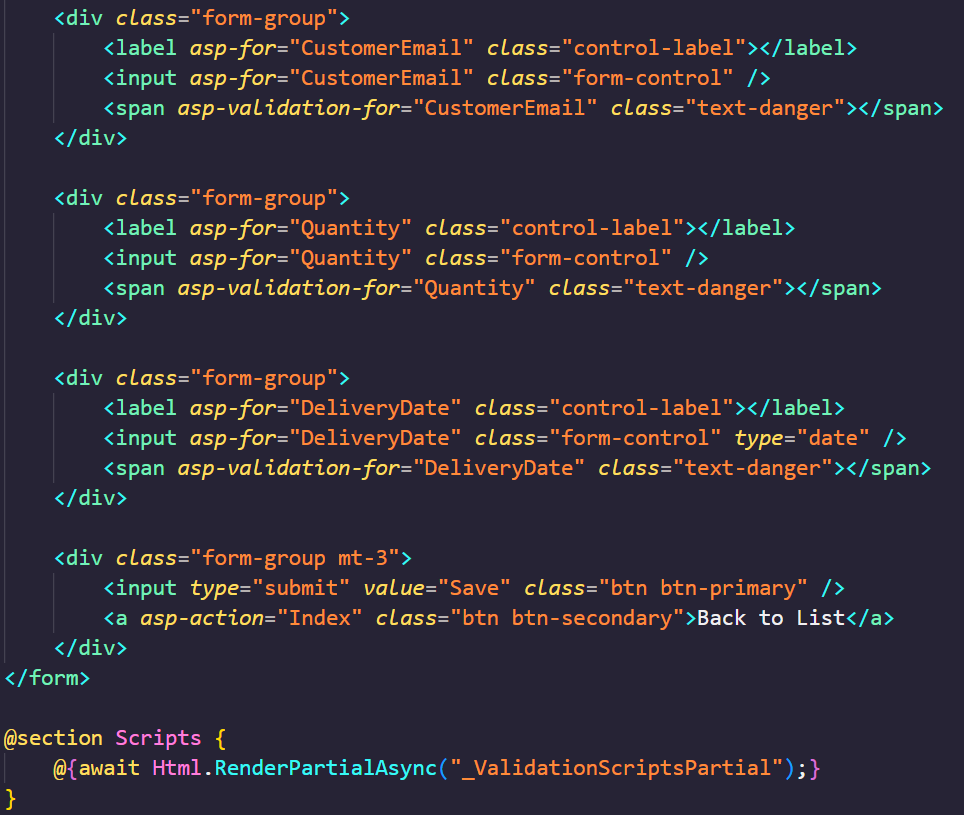 <div class="form-group">
<label asp-for="CustomerEmail" class="control-label"></label>
<input asp-for="CustomerEmail" class="form-control" />
<span asp-validation-for="CustomerEmail" class="text-danger"></span>
</div>
<div class="form-group">
<label asp-for="Quantity" class="control-label"></label>
<input asp-for="Quantity" class="form-control" />
<span asp-validation-for="Quantity" class="text-danger"></span>
</div>
<div class="form-group">
<label asp-for="DeliveryDate" class="control-label"></label>
<input asp-for="DeliveryDate" class="form-control" type="date" />
<span asp-validation-for="DeliveryDate" class="text-danger"></span>
</div>
<div class="form-group mt-3">
<input type="submit" value="Save" class="btn btn-primary" />
<a asp-action="Index" class="btn btn-secondary">Back to List</a>
</div>
</form>
@section Scripts {
@{await Html.RenderPartialAsync("_ValidationScriptsPartial");}
}